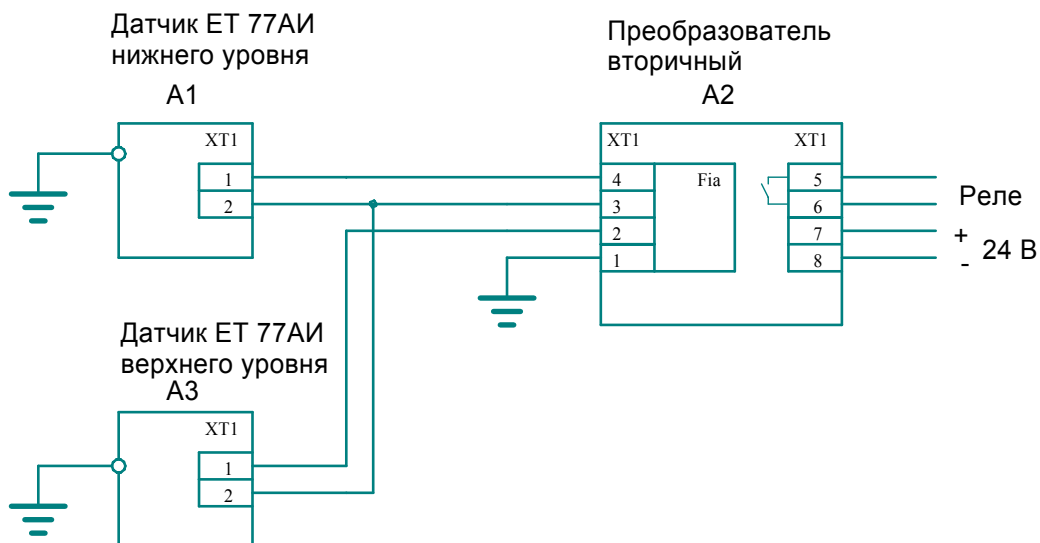 Датчик ЕТ 77АИ
нижнего уровня
А1
XT1
1
2
Преобразователь
вторичный
А2
XT1
XT1
4
Fia
5
3
6
2
7
1
8
Реле
+
24 В
-
Датчик ЕТ 77АИ
верхнего уровня
А3
XT1
1
2